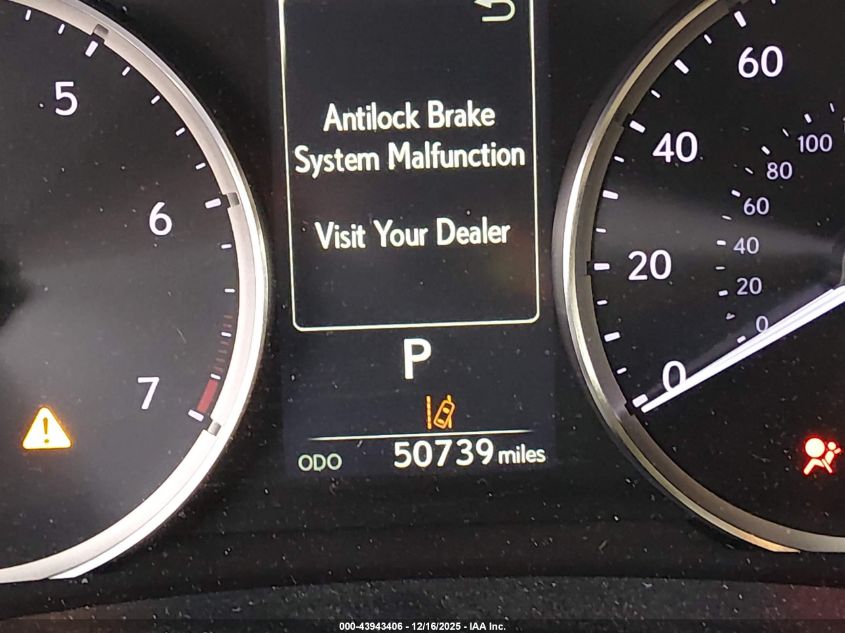 Antilock Brake
System Malfunction
Visit Your Dealer
P
ODO 50739 miles
5
6
7
60
40
20
0
100
80
60
40
20
0
000-43943406 - 12/16/2025 - IAA Inc.